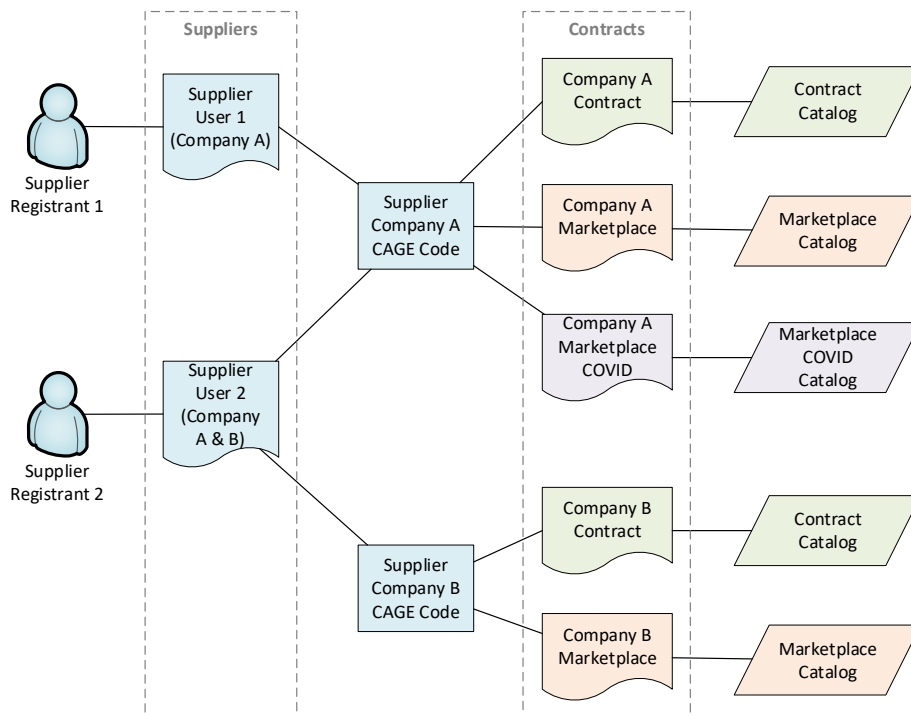 Suppliers
Contracts
Supplier
Registrant 1
Supplier
User 1
(Company A)
Supplier
Company A
CAGE Code
Company A
Contract
Contract
Catalog
Company A
Marketplace
Marketplace
Catalog
Company A
Marketplace
COVID
Marketplace
COVID
Catalog
Supplier
Registrant 2
Supplier
User 2
(Company
A & B)
Supplier
Company B
CAGE Code
Company B
Contract
Contract
Catalog
Company B
Marketplace
Marketplace
Catalog